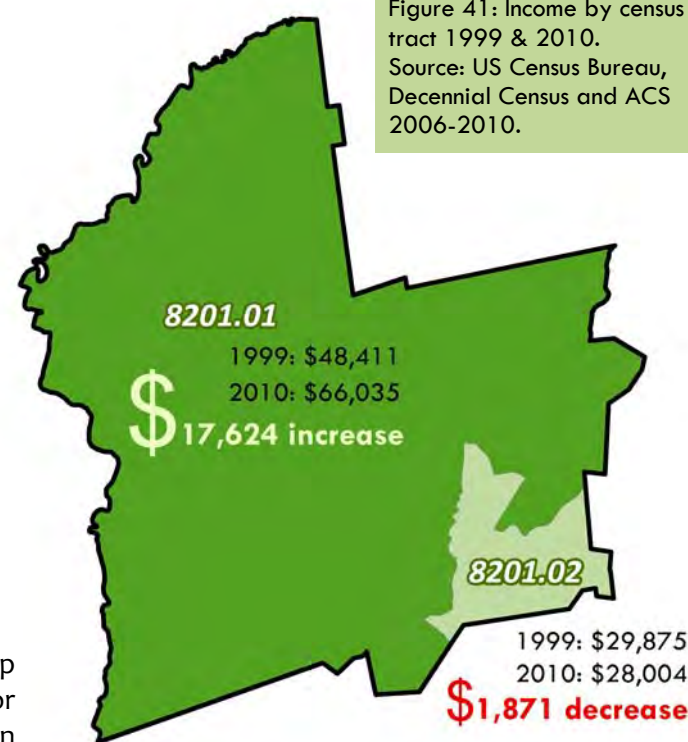 Figure 41: Income by census
tract 1999 & 2010.
Source: US Census Bureau,
Decennial Census and ACS
2006-2010.
8201.01
1999: $48,411
2010: $66,035
$17,624 increase
8201.02
1999: $29,875
2010: $28,004
$1,871 decrease